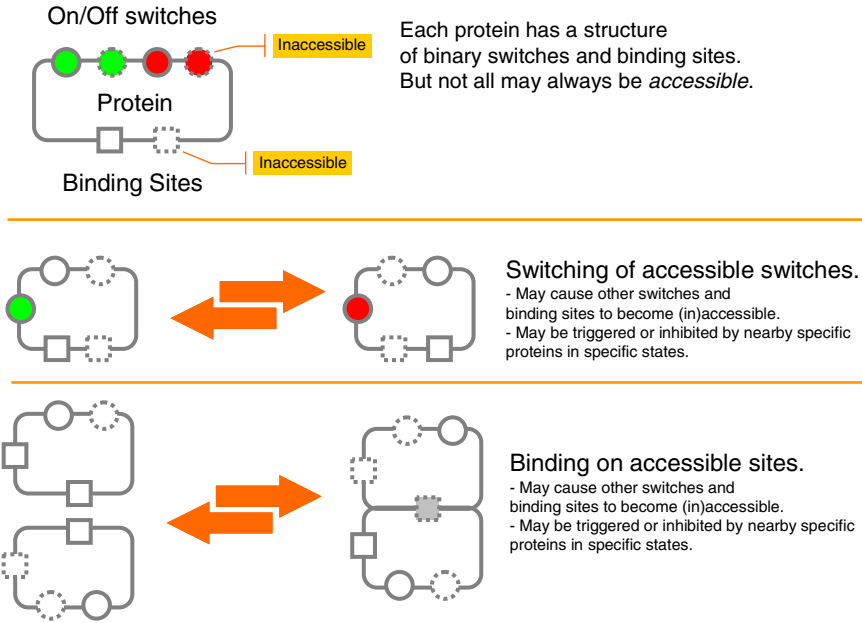 On/Off switches
Inaccessible
Each protein has a structure
of binary switches and binding sites.
But not all may always be accessible.
Protein
Inaccessible
Binding Sites
Switching of accessible switches.
- May cause other switches and
binding sites to become (in)accessible.
- May be triggered or inhibited by nearby specific
proteins in specific states.
Binding on accessible sites.
- May cause other switches and
binding sites to become (in)accessible.
- May be triggered or inhibited by nearby specific
proteins in specific states.